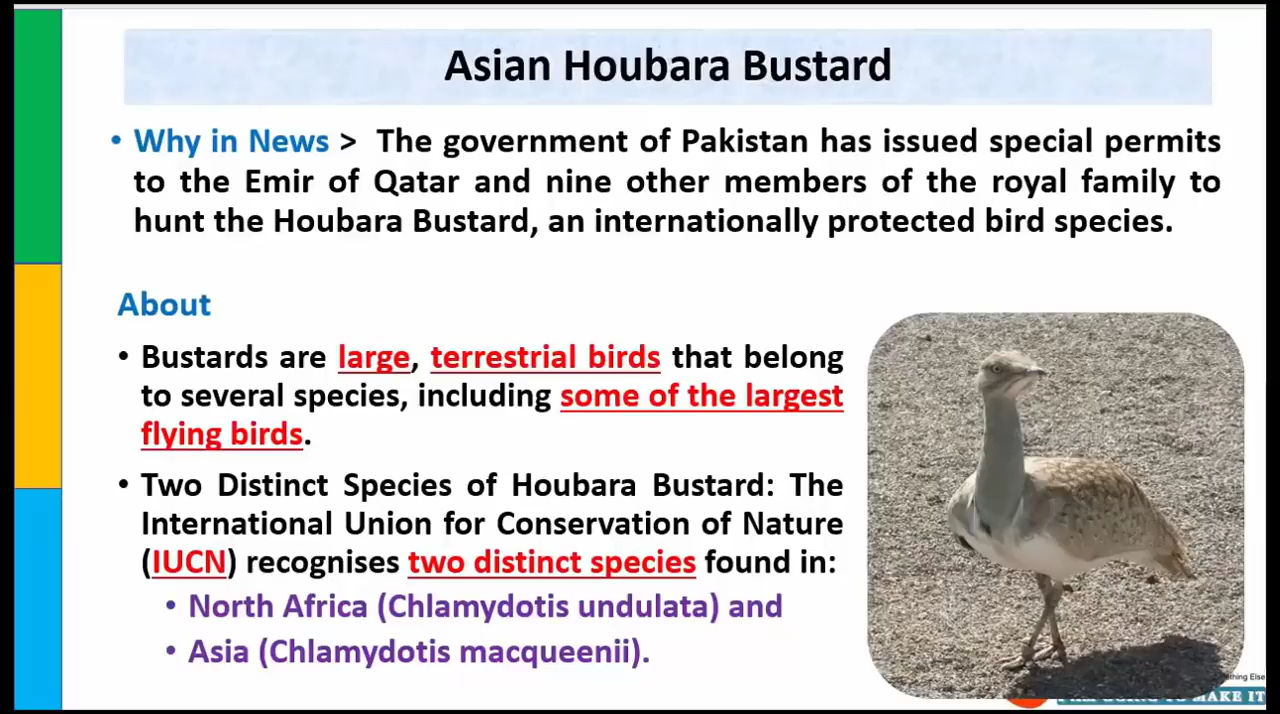 Asian Houbara Bustard
• Why in News > The government of Pakistan has issued special permits
to the Emir of Qatar and nine other members of the royal family to
hunt the Houbara Bustard, an internationally protected bird species.
About
• Bustards are large, terrestrial birds that belong
to several species, including some of the largest
flying birds.
• Two Distinct Species of Houbara Bustard: The
International Union for Conservation of Nature
(IUCN) recognises two distinct species found in:
• North Africa (Chlamydotis undulata) and
• Asia (Chlamydotis macqueenii).
Else
TO MAKE IT